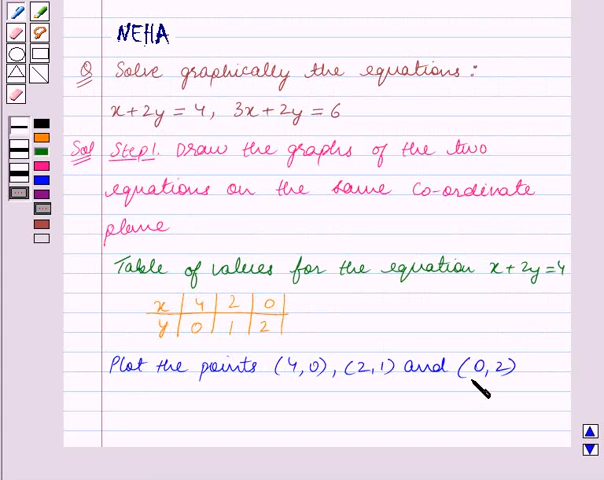 NEHA
Q Solve graphically the equations:
x+2y=4, 3x+2y=6
Sol Step1. Draw the graphs of the two
equations on the same co-ordinate
plane
Table of values for the equation x+2y=4
x | 4 | 2 | 0
y | 0 | 1 | 2
Plot the points (4,0), (2,1) and (0,2)